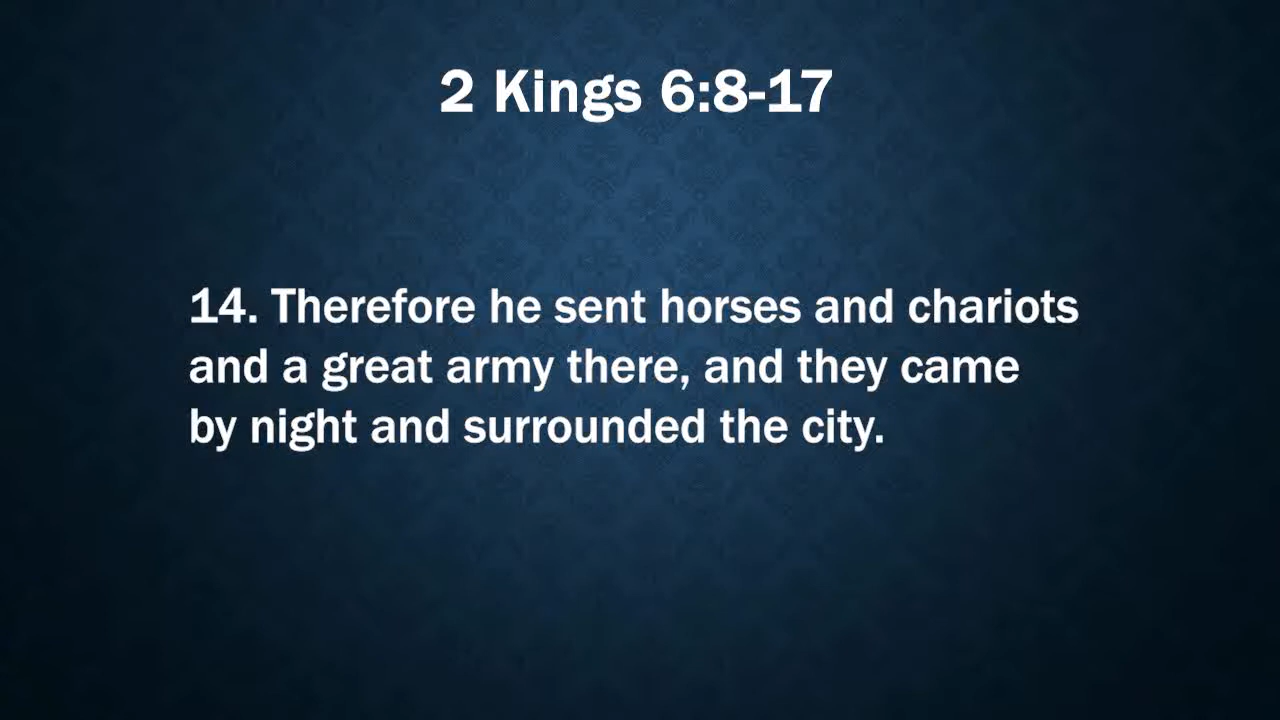 2 Kings 6:8-17
14. Therefore he sent horses and chariots
and a great army there, and they came
by night and surrounded the city.